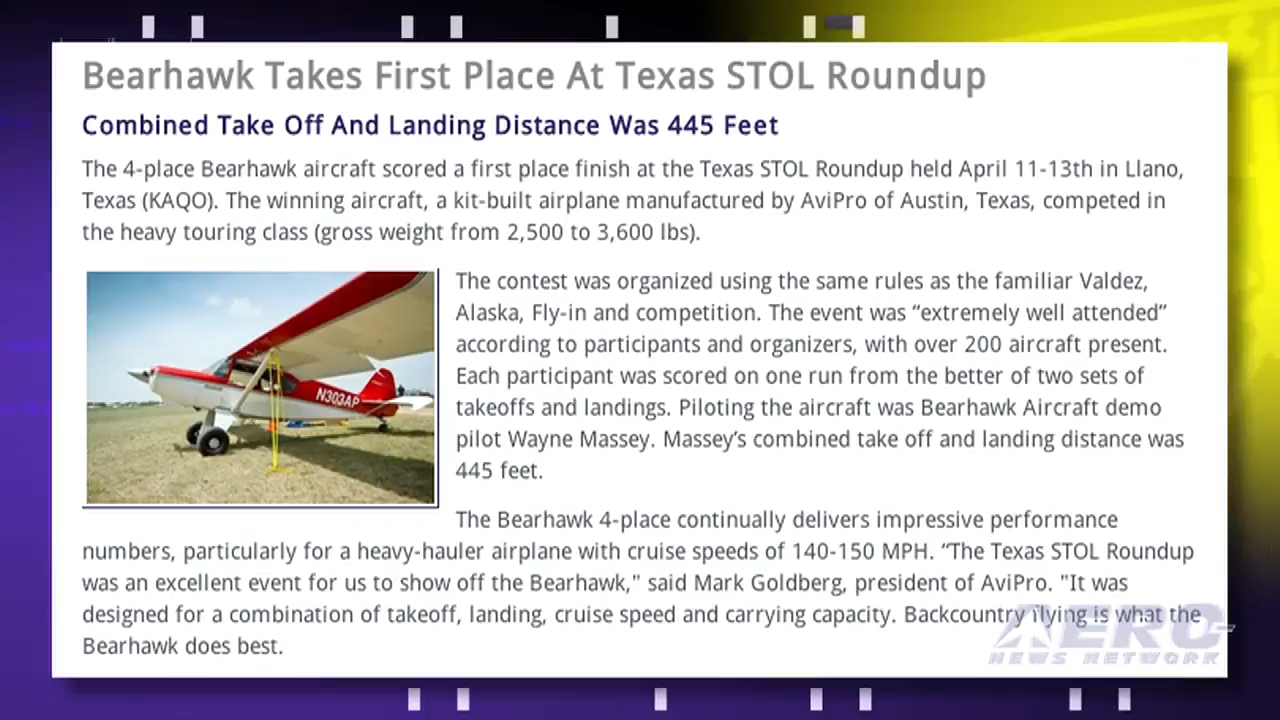 Bearhawk Takes First Place At Texas STOL Roundup
Combined Take Off And Landing Distance Was 445 Feet
The 4-place Bearhawk aircraft scored a first place finish at the Texas STOL Roundup held April 11-13th in Llano,
Texas (KAQO). The winning aircraft, a kit-built airplane manufactured by AviPro of Austin, Texas, competed in
the heavy touring class (gross weight from 2,500 to 3,600 lbs).
The contest was organized using the same rules as the familiar Valdez,
Alaska, Fly-in and competition. The event was “extremely well attended”
according to participants and organizers, with over 200 aircraft present.
Each participant was scored on one run from the better of two sets of
takeoffs and landings. Piloting the aircraft was Bearhawk Aircraft demo
pilot Wayne Massey. Massey’s combined take off and landing distance was
445 feet.
N303AP
The Bearhawk 4-place continually delivers impressive performance
numbers, particularly for a heavy-hauler airplane with cruise speeds of 140-150 MPH. “The Texas STOL Roundup
was an excellent event for us to show off the Bearhawk," said Mark Goldberg, president of AviPro. "It was
designed for a combination of takeoff, landing, cruise speed and carrying capacity. Backcountry flying is what the
Bearhawk does best.
AERO
NEWS NETWORK